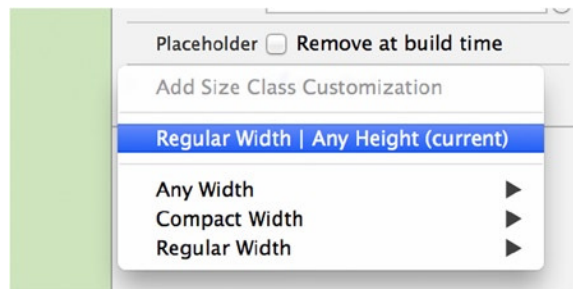 Placeholder Remove at build time
Add Size Class Customization
Regular Width | Any Height (current)
Any Width
Compact Width
Regular Width